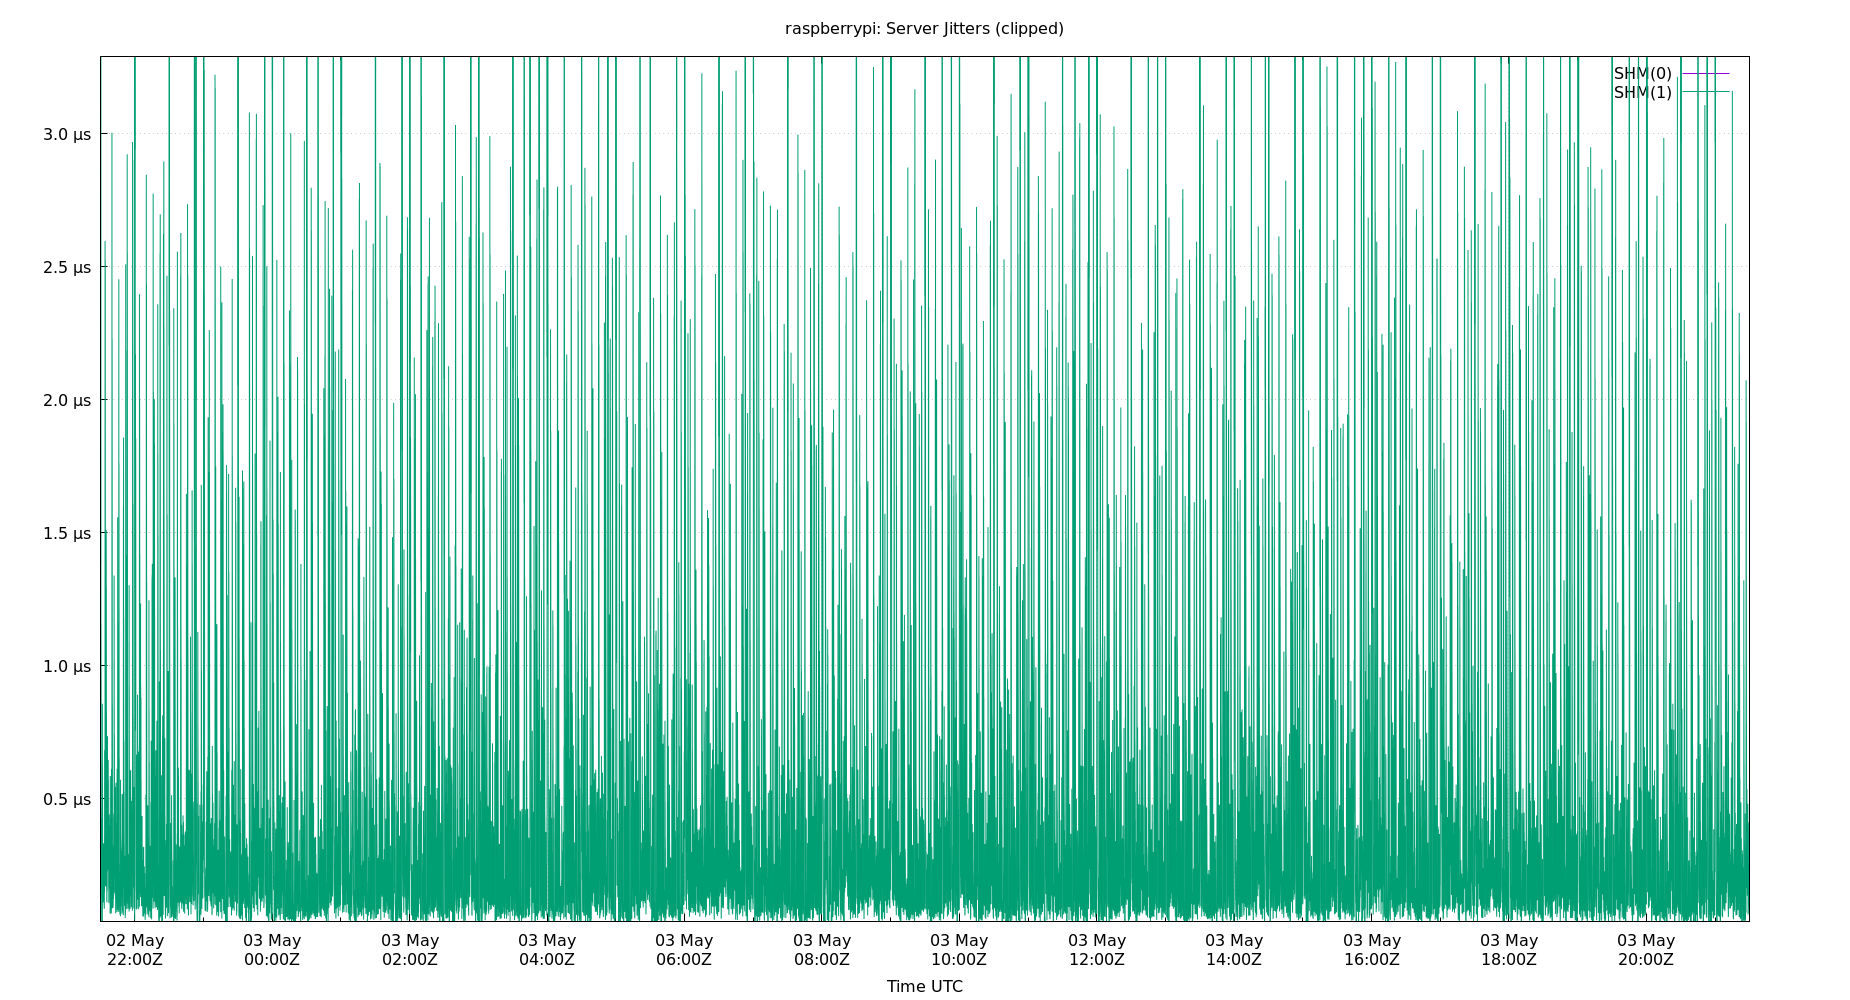 raspberrypi: Server Jitters (clipped)
SHM(0)
SHM(1)
3.0 µs
2.5 µs
2.0 µs
1.5 µs
1.0 µs
0.5 µs
02 May 03 May 03 May 03 May 03 May 03 May 03 May 03 May 03 May 03 May 03 May 03 May
22:00Z 00:00Z 02:00Z 04:00Z 06:00Z 08:00Z 10:00Z 12:00Z 14:00Z 16:00Z 18:00Z 20:00Z
Time UTC